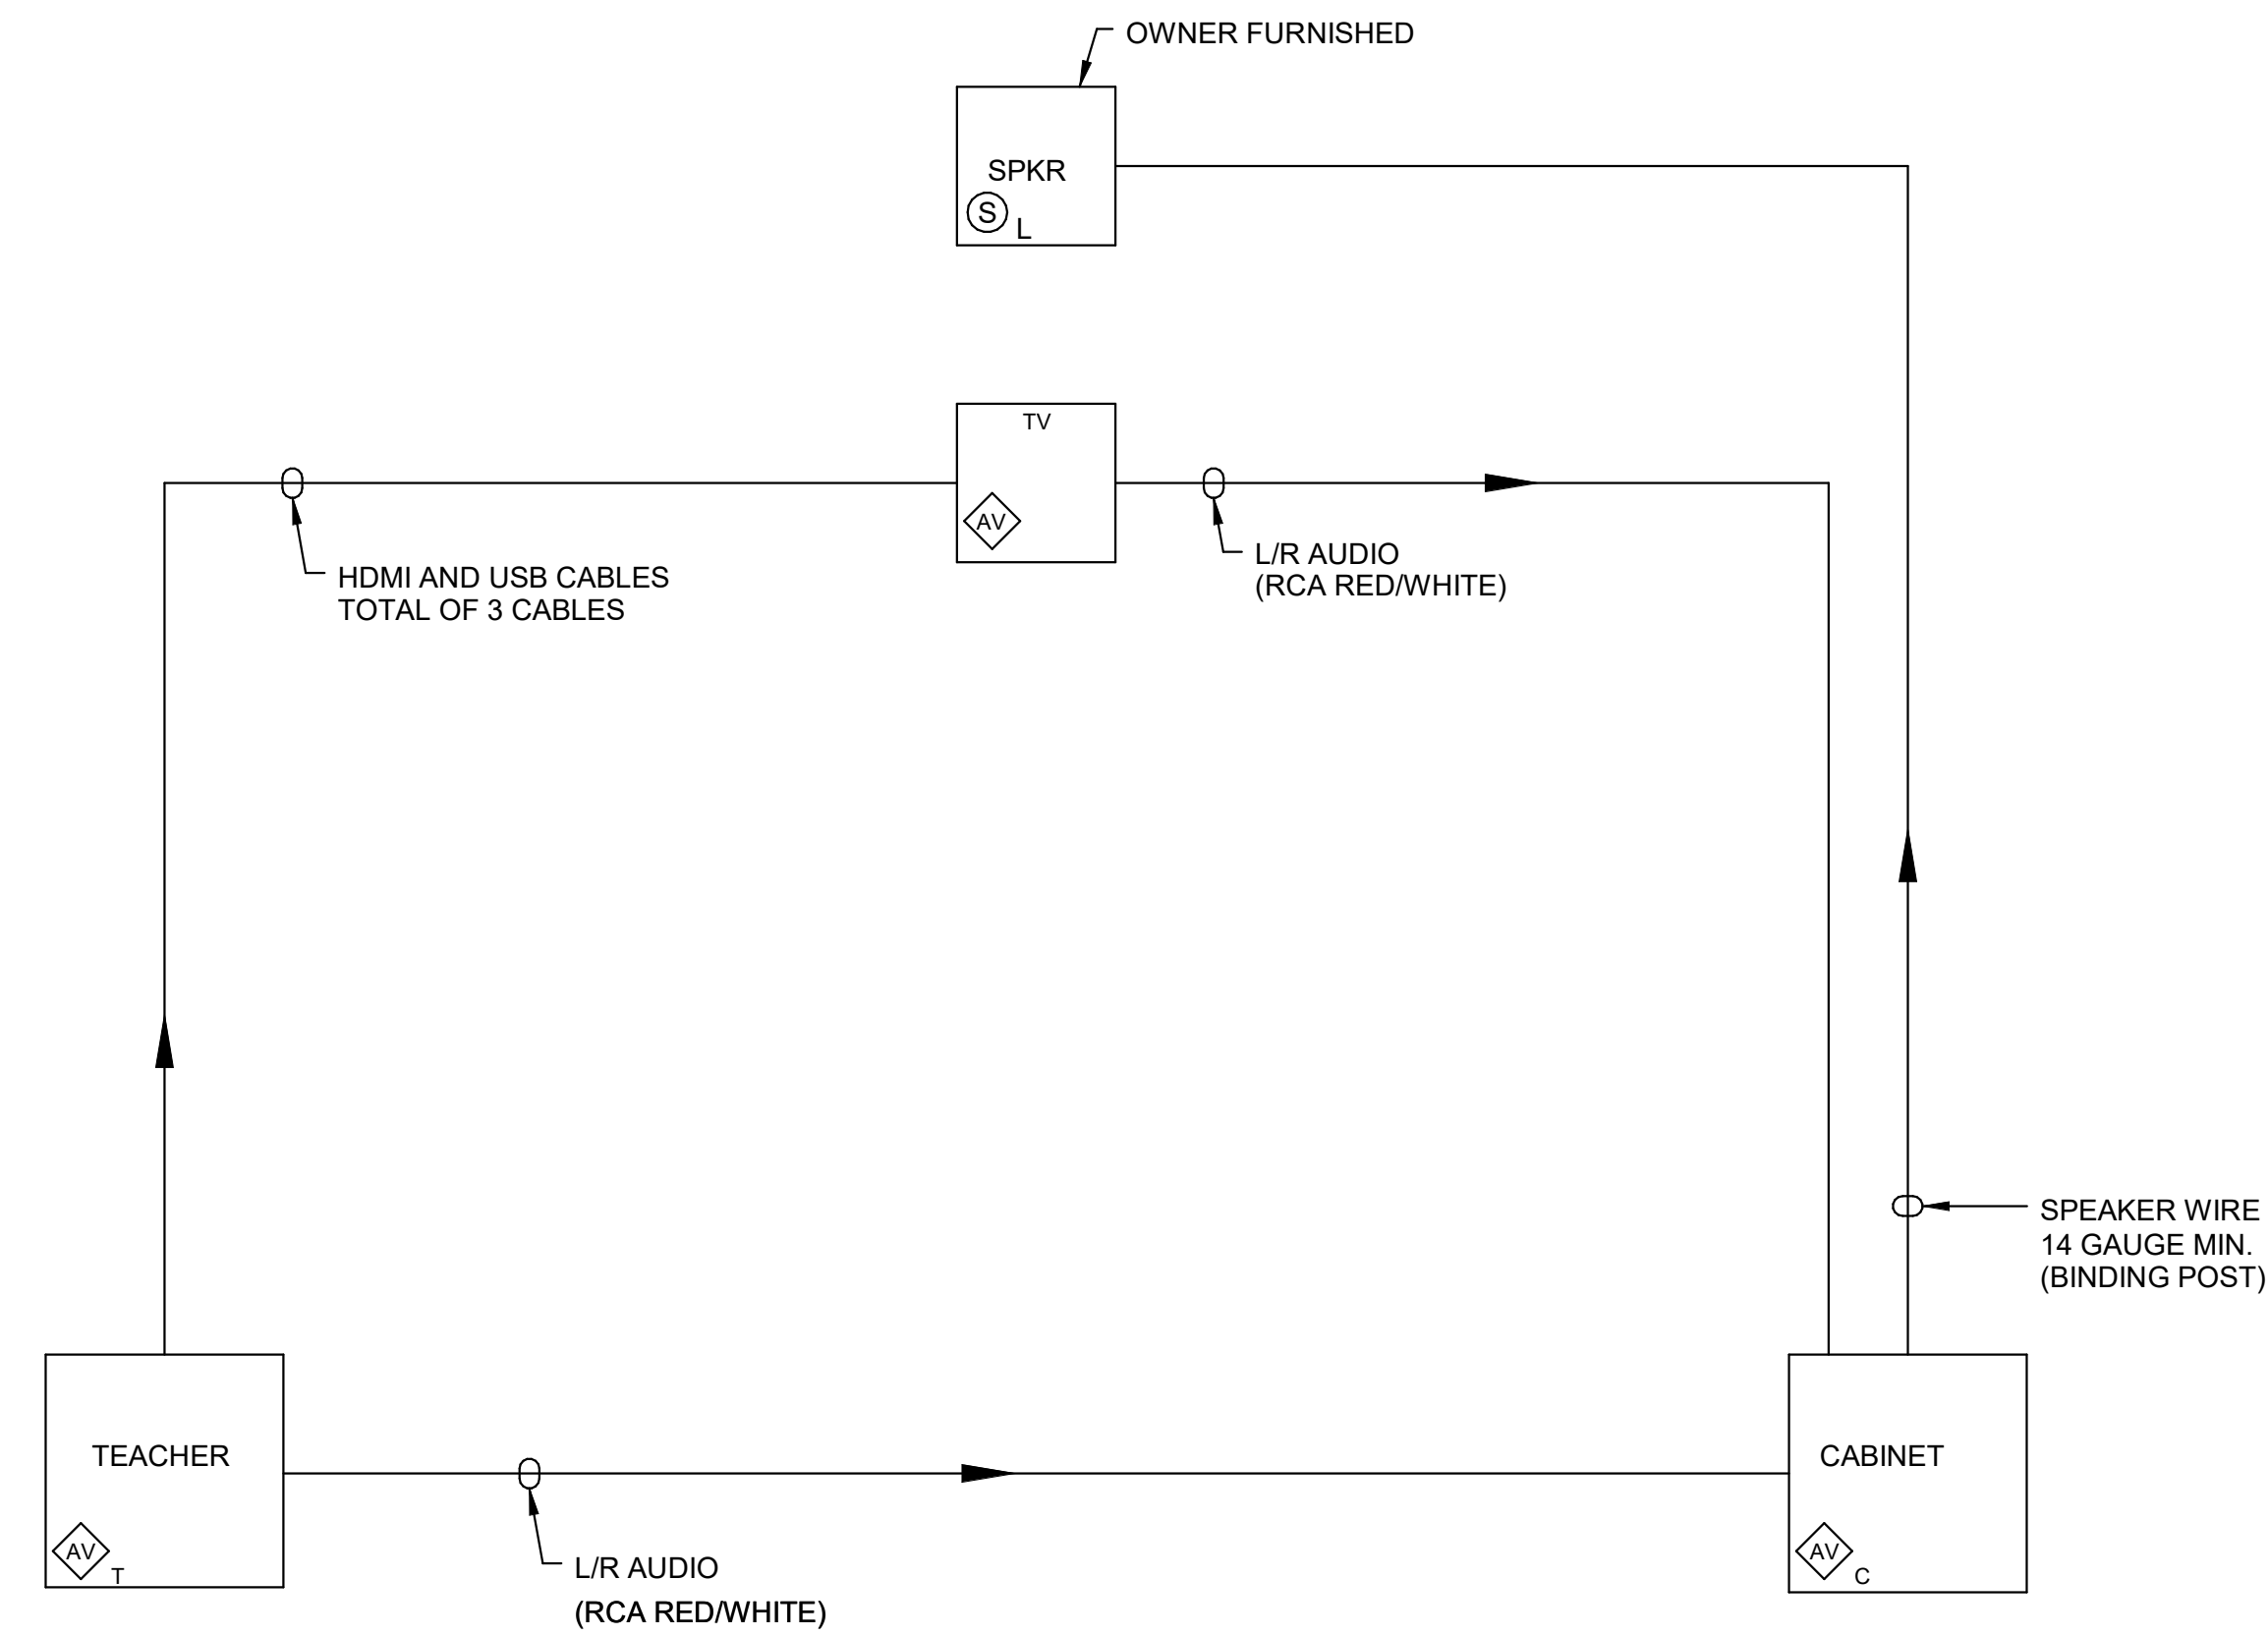 OWNER FURNISHED
SPKR
S
L
TV
AV
HDMI AND USB CABLES
TOTAL OF 3 CABLES
L/R AUDIO
(RCA RED/WHITE)
SPEAKER WIRE
14 GAUGE MIN.
(BINDING POST)
TEACHER
AV
T
L/R AUDIO
(RCA RED/WHITE)
CABINET
AV
C